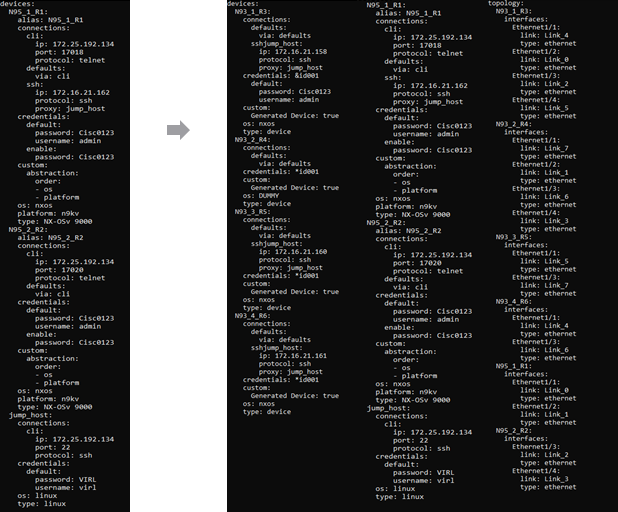 devices:
N95_1_R1:
alias: N95_1_R1
connections:
cli:
ip: 172.25.192.134
port: 17018
protocol: telnet
defaults:
via: cli
ssh:
ip: 172.16.21.162
protocol: ssh
proxy: jump_host
credentials:
default:
password: Cisc0123
username: admin
enable:
password: Cisc0123
custom:
abstraction:
order:
- os
- platform
os: nxos
platform: n9kv
type: NX-OSv 9000
N95_2_R2:
alias: N95_2_R2
connections:
cli:
ip: 172.25.192.134
port: 17020
protocol: telnet
defaults:
via: cli
credentials:
default:
password: Cisc0123
username: admin
enable:
password: Cisc0123
custom:
abstraction:
order:
- os
- platform
os: nxos
platform: n9kv
type: NX-OSv 9000
jump_host:
connections:
cli:
ip: 172.25.192.134
port: 22
protocol: ssh
credentials:
default:
password: VIRL
username: virl
os: linux
type: linux
devices:
N93_1_R3:
connections:
defaults:
via: defaults
sshjump_host:
ip: 172.16.21.158
protocol: ssh
proxy: jump_host
credentials: &id001
default:
password: Cisc0123
username: admin
custom:
Generated Device: true
os: nxos
type: device
N93_2_R4:
connections:
defaults:
via: defaults
credentials: *id001
custom:
Generated Device: true
os: DUMMY
type: device
N93_3_R5:
connections:
defaults:
via: defaults
sshjump_host:
ip: 172.16.21.160
protocol: ssh
proxy: jump_host
credentials: *id001
custom:
Generated Device: true
os: nxos
type: device
N93_4_R6:
connections:
defaults:
via: defaults
sshjump_host:
ip: 172.16.21.161
protocol: ssh
proxy: jump_host
credentials: *id001
custom:
Generated Device: true
os: nxos
type: device
N95_1_R1:
alias: N95_1_R1
connections:
cli:
ip: 172.25.192.134
port: 17018
protocol: telnet
defaults:
via: cli
ssh:
ip: 172.16.21.162
protocol: ssh
proxy: jump_host
credentials:
default:
password: Cisc0123
username: admin
enable:
password: Cisc0123
custom:
abstraction:
order:
- os
- platform
os: nxos
platform: n9kv
type: NX-OSv 9000
N95_2_R2:
alias: N95_2_R2
connections:
cli:
ip: 172.25.192.134
port: 17020
protocol: telnet
defaults:
via: cli
credentials:
default:
password: Cisc0123
username: admin
enable:
password: Cisc0123
custom:
abstraction:
order:
- os
- platform
os: nxos
platform: n9kv
type: NX-OSv 9000
jump_host:
connections:
cli:
ip: 172.25.192.134
port: 22
protocol: ssh
credentials:
default:
password: VIRL
username: virl
os: linux
type: linux
topology:
N93_1_R3:
interfaces:
Ethernet1/1:
link: Link_4
type: ethernet
Ethernet1/2:
link: Link_0
type: ethernet
Ethernet1/3:
link: Link_2
type: ethernet
Ethernet1/4:
link: Link_5
type: ethernet
N93_2_R4:
interfaces:
Ethernet1/1:
link: Link_7
type: ethernet
Ethernet1/2:
link: Link_1
type: ethernet
Ethernet1/3:
link: Link_6
type: ethernet
Ethernet1/4:
link: Link_3
type: ethernet
N93_3_R5:
interfaces:
Ethernet1/1:
link: Link_5
type: ethernet
Ethernet1/3:
link: Link_7
type: ethernet
N93_4_R6:
interfaces:
Ethernet1/1:
link: Link_4
type: ethernet
Ethernet1/3:
link: Link_6
type: ethernet
N95_1_R1:
interfaces:
Ethernet1/1:
link: Link_0
type: ethernet
Ethernet1/2:
link: Link_1
type: ethernet
N95_2_R2:
interfaces:
Ethernet1/3:
link: Link_2
type: ethernet
Ethernet1/4:
link: Link_3
type: ethernet